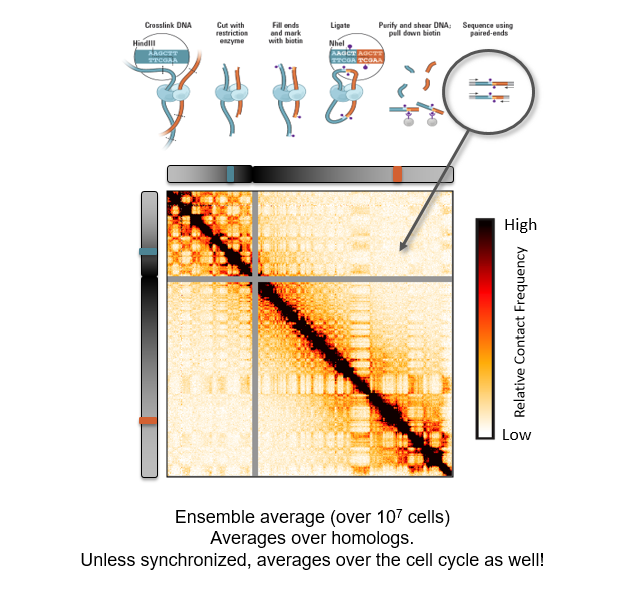 Crosslink DNA
Cut with
restriction
enzyme
Fill ends
and mark
with biotin
Ligate
Purify and shear DNA;
pull down biotin
Sequence using
paired-ends
HindIII
AAGCTT
TTCGAA
NheI
AAGCT AGCTT
TTCGA TCGAA
High
Relative Contact Frequency
Low
Ensemble average (over 10⁷ cells)
Averages over homologs.
Unless synchronized, averages over the cell cycle as well!